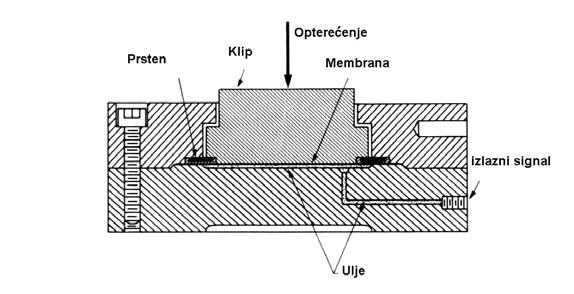 Opterećenje
Klip
Prsten
Membrana
izlazni signal
Ulje